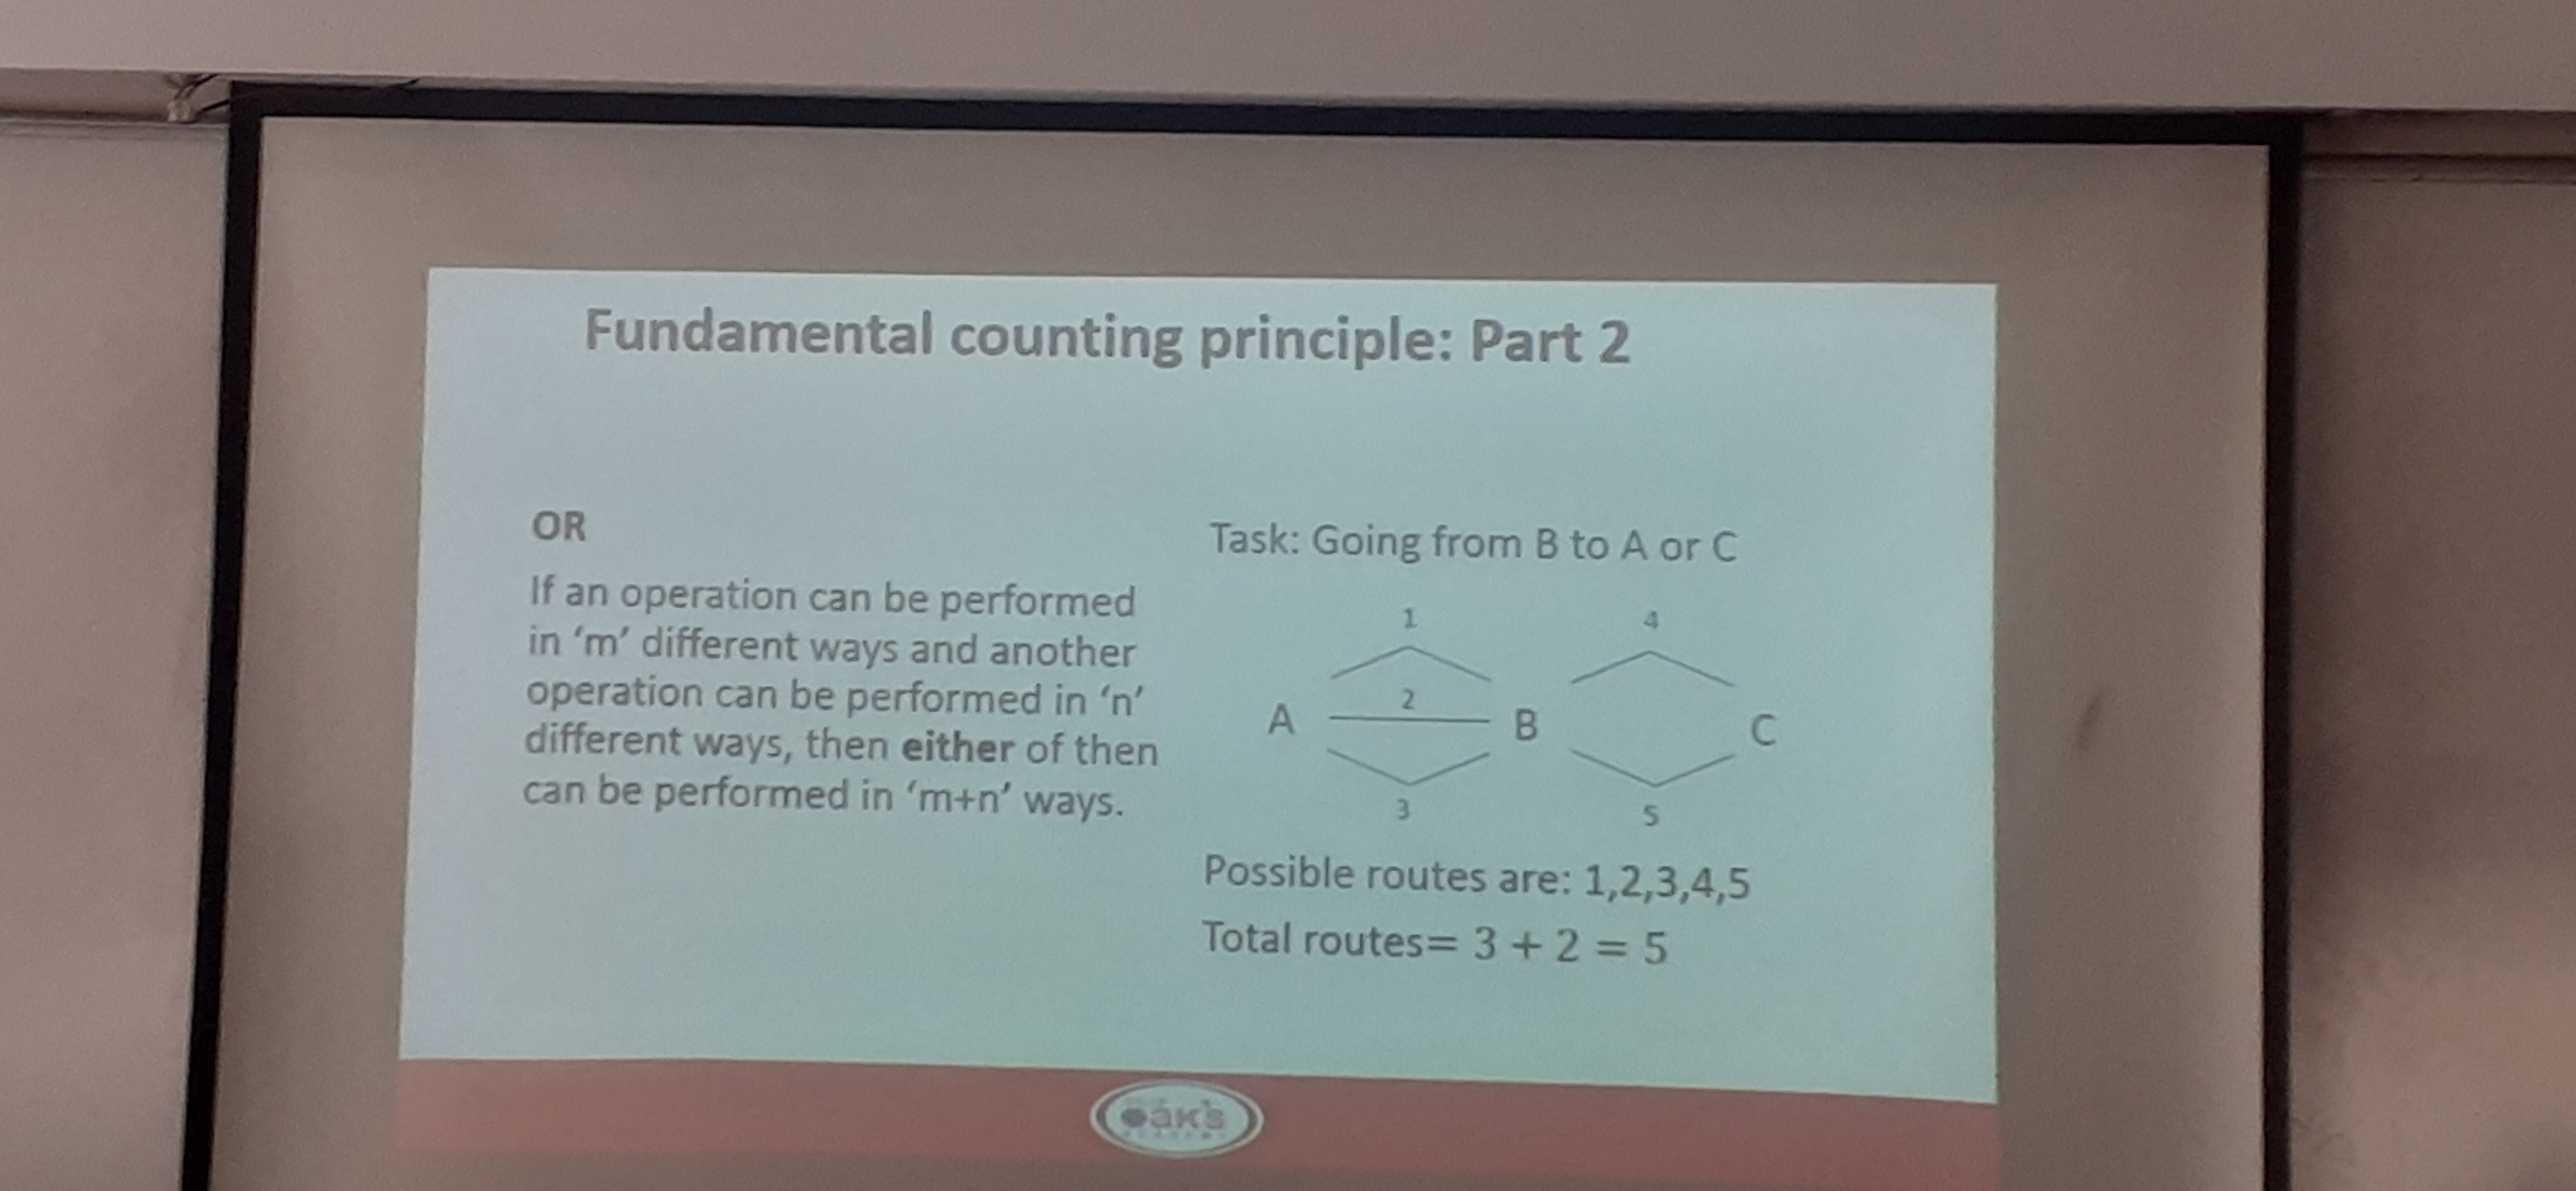 Fundamental counting principle: Part 2
OR
If an operation can be performed
in ‘m’ different ways and another
operation can be performed in ‘n’
different ways, then either of then
can be performed in ‘m+n’ ways.
Task: Going from B to A or C
1
4
2
A
B
C
3
5
Possible routes are: 1,2,3,4,5
Total routes= 3 + 2 = 5
oak's